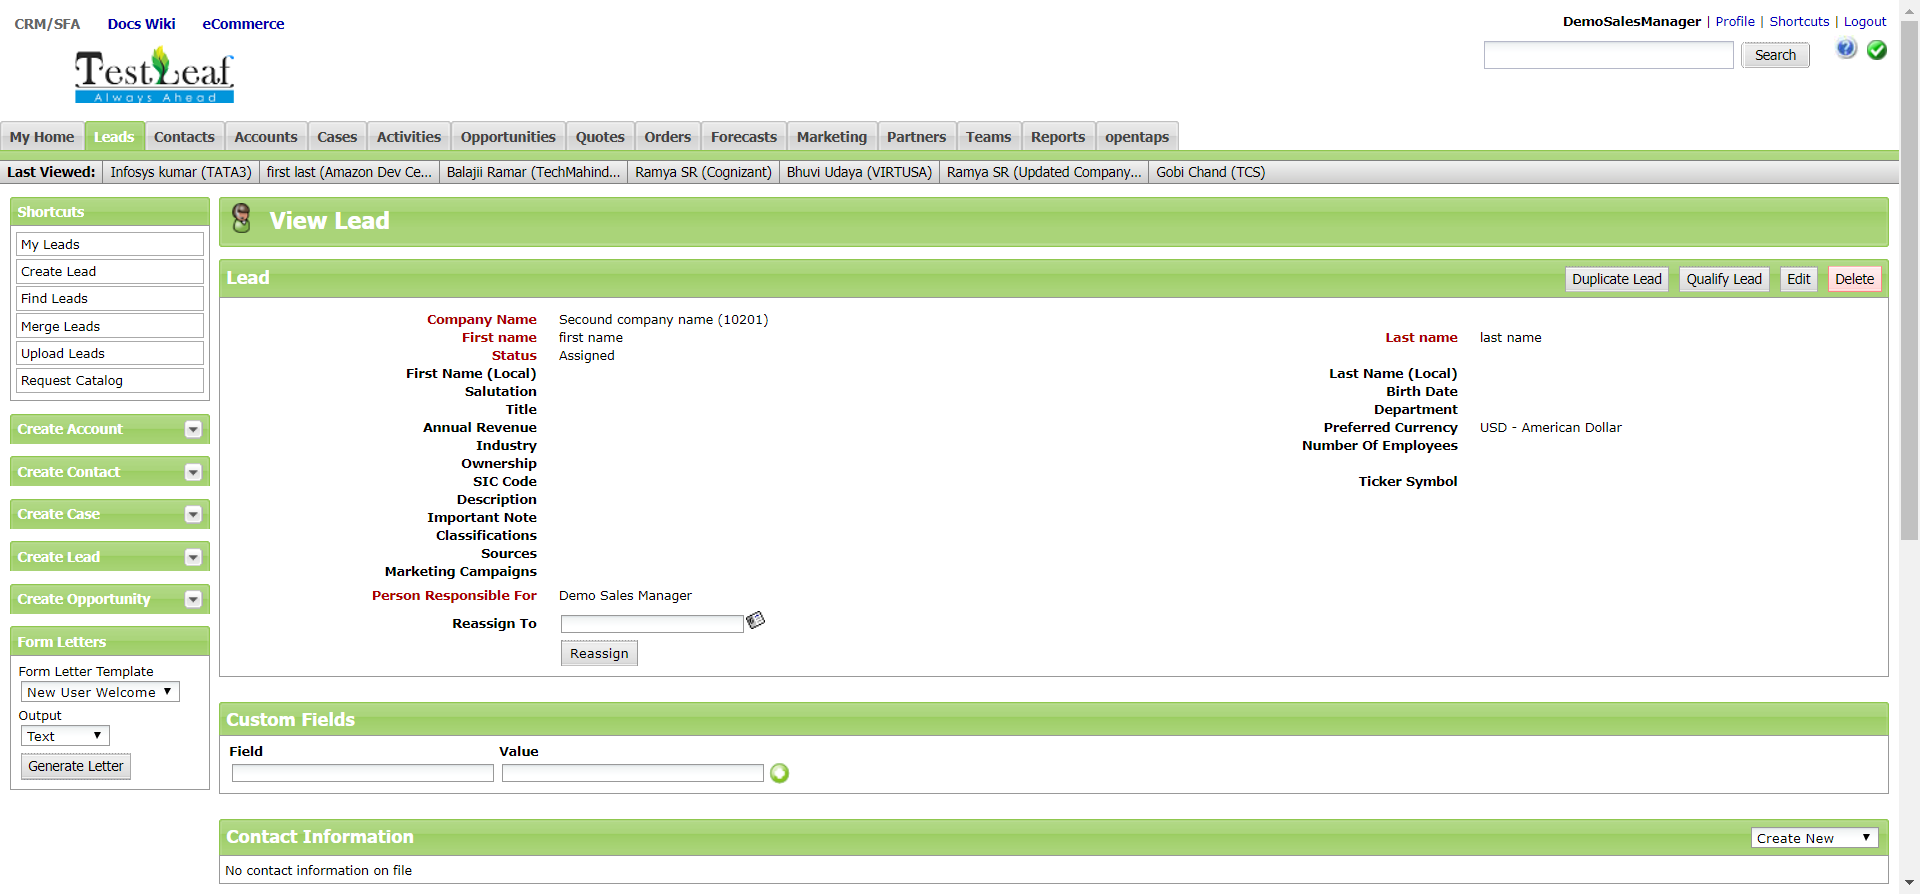 CRM/SFA Docs Wiki eCommerce
DemoSalesManager | Profile | Shortcuts | Logout
TestLeaf
Always Ahead
Search
My Home Leads Contacts Accounts Cases Activities Opportunities Quotes Orders Forecasts Marketing Partners Teams Reports opentaps
Last Viewed: Infosys kumar (TATA3) first last (Amazon Dev Ce... Balajii Ramar (TechMahind... Ramya SR (Cognizant) Bhuvi Udaya (VIRTUSA) Ramya SR (Updated Company... Gobi Chand (TCS)
Shortcuts
My Leads
Create Lead
Find Leads
Merge Leads
Upload Leads
Request Catalog
Create Account
Create Contact
Create Case
Create Lead
Create Opportunity
Form Letters
Form Letter Template
New User Welcome
Output
Text
Generate Letter
View Lead
Lead
Duplicate Lead Qualify Lead Edit Delete
Company Name Secound company name (10201)
First name first name Last name last name
Status Assigned
First Name (Local) Last Name (Local)
Salutation Birth Date
Title Department
Annual Revenue Preferred Currency USD - American Dollar
Industry Number Of Employees
Ownership
SIC Code Ticker Symbol
Description
Important Note
Classifications
Sources
Marketing Campaigns
Person Responsible For Demo Sales Manager
Reassign To
Reassign
Custom Fields
Field Value
Contact Information
Create New
No contact information on file